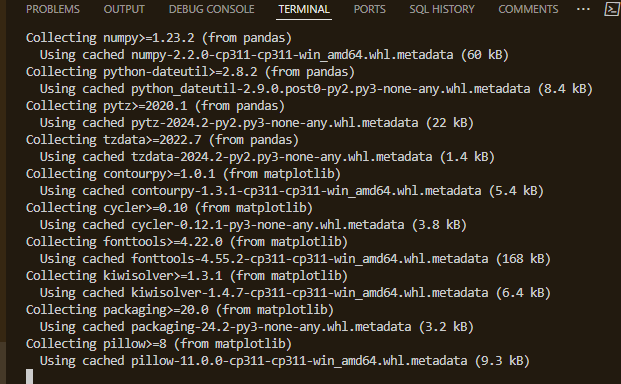 PROBLEMS OUTPUT DEBUG CONSOLE TERMINAL PORTS SQL HISTORY COMMENTS ···
Collecting numpy>=1.23.2 (from pandas)
Using cached numpy-2.2.0-cp311-cp311-win_amd64.whl.metadata (60 kB)
Collecting python-dateutil>=2.8.2 (from pandas)
Using cached python_dateutil-2.9.0.post0-py2.py3-none-any.whl.metadata (8.4 kB)
Collecting pytz>=2020.1 (from pandas)
Using cached pytz-2024.2-py2.py3-none-any.whl.metadata (22 kB)
Collecting tzdata>=2022.7 (from pandas)
Using cached tzdata-2024.2-py2.py3-none-any.whl.metadata (1.4 kB)
Collecting contourpy>=1.0.1 (from matplotlib)
Using cached contourpy-1.3.1-cp311-cp311-win_amd64.whl.metadata (5.4 kB)
Collecting cycler>=0.10 (from matplotlib)
Using cached cycler-0.12.1-py3-none-any.whl.metadata (3.8 kB)
Collecting fonttools>=4.22.0 (from matplotlib)
Using cached fonttools-4.55.2-cp311-cp311-win_amd64.whl.metadata (168 kB)
Collecting kiwisolver>=1.3.1 (from matplotlib)
Using cached kiwisolver-1.4.7-cp311-cp311-win_amd64.whl.metadata (6.4 kB)
Collecting packaging>=20.0 (from matplotlib)
Using cached packaging-24.2-py3-none-any.whl.metadata (3.2 kB)
Collecting pillow>=8 (from matplotlib)
Using cached pillow-11.0.0-cp311-cp311-win_amd64.whl.metadata (9.3 kB)